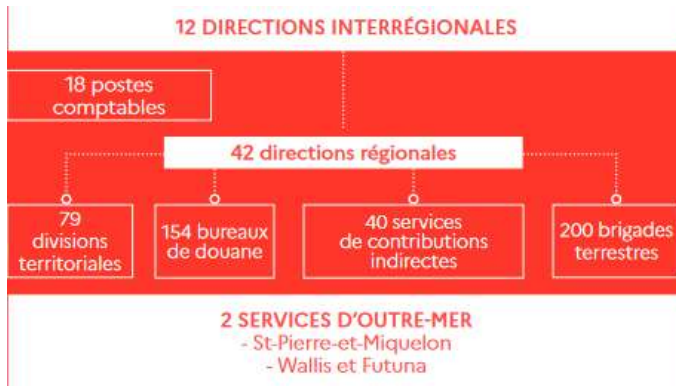 12 DIRECTIONS INTERRÉGIONALES
18 postes
comptables
42 directions régionales
79
divisions
territoriales
154 bureaux
de douane
40 services
de contributions
indirectes
200 brigades
terrestres
2 SERVICES D'OUTRE-MER
- St-Pierre-et-Miquelon
- Wallis et Futuna